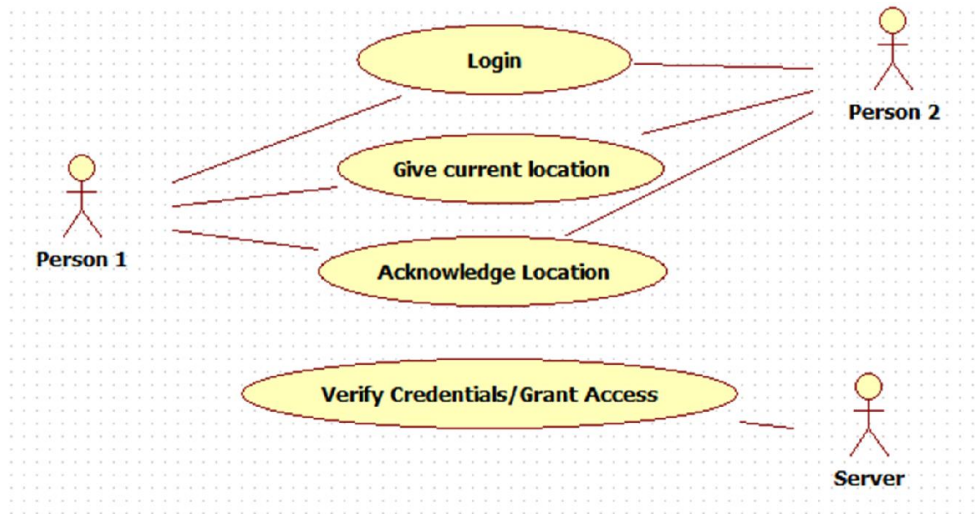 Login
Person 2
Give current location
Person 1
Acknowledge Location
Verify Credentials/Grant Access
Server